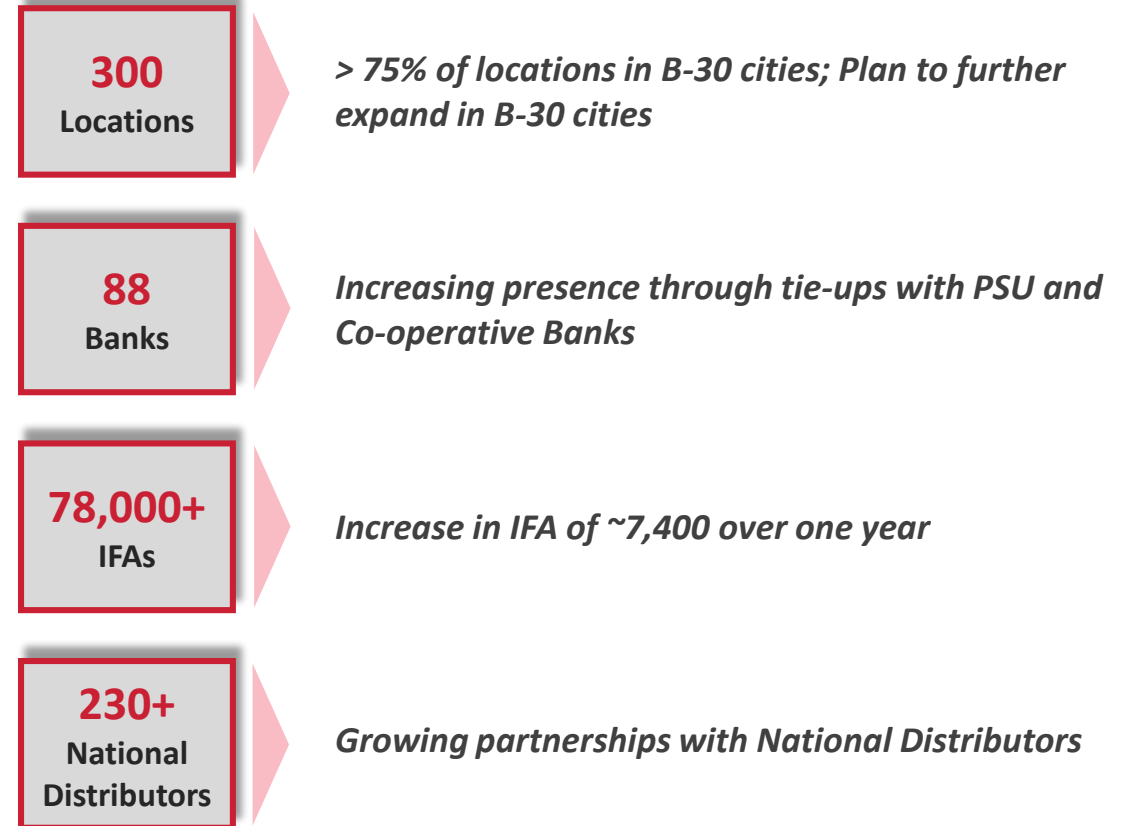 300
Locations
> 75% of locations in B-30 cities; Plan to further
expand in B-30 cities
88
Banks
Increasing presence through tie-ups with PSU and
Co-operative Banks
78,000+
IFAs
Increase in IFA of ~7,400 over one year
230+
National
Distributors
Growing partnerships with National Distributors